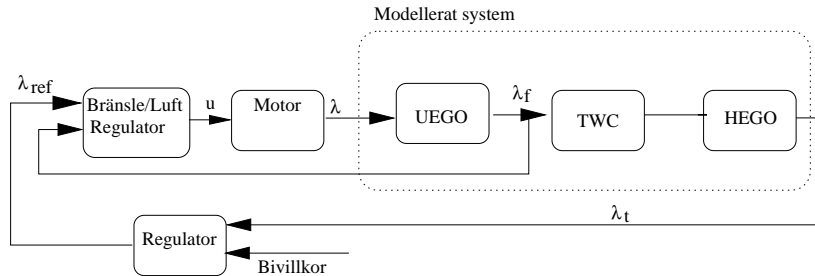 Modellerat system
λref
Bränsle/Luft
Regulator
u
Motor
λ
UEGO
λf
TWC
HEGO
λt
Regulator
Bivillkor